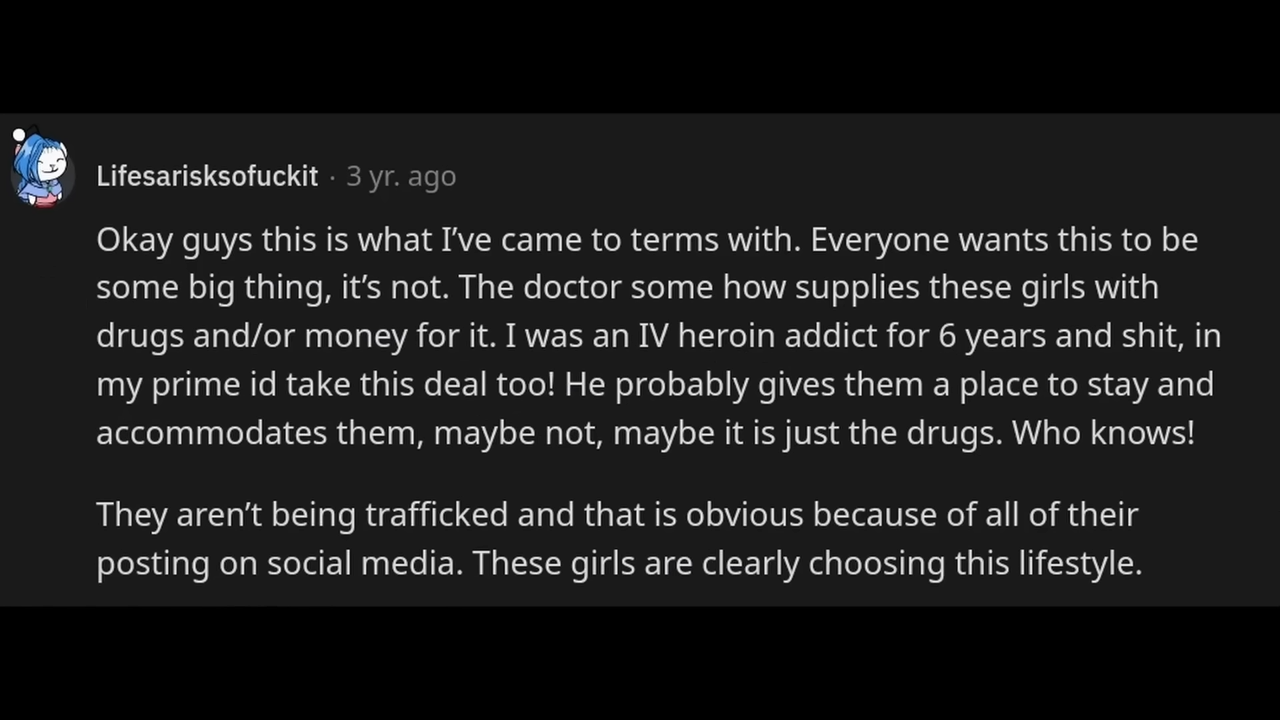 Lifesarisksofuckit · 3 yr. ago
Okay guys this is what I’ve came to terms with. Everyone wants this to be
some big thing, it’s not. The doctor some how supplies these girls with
drugs and/or money for it. I was an IV heroin addict for 6 years and shit, in
my prime id take this deal too! He probably gives them a place to stay and
accommodates them, maybe not, maybe it is just the drugs. Who knows!
They aren’t being trafficked and that is obvious because of all of their
posting on social media. These girls are clearly choosing this lifestyle.